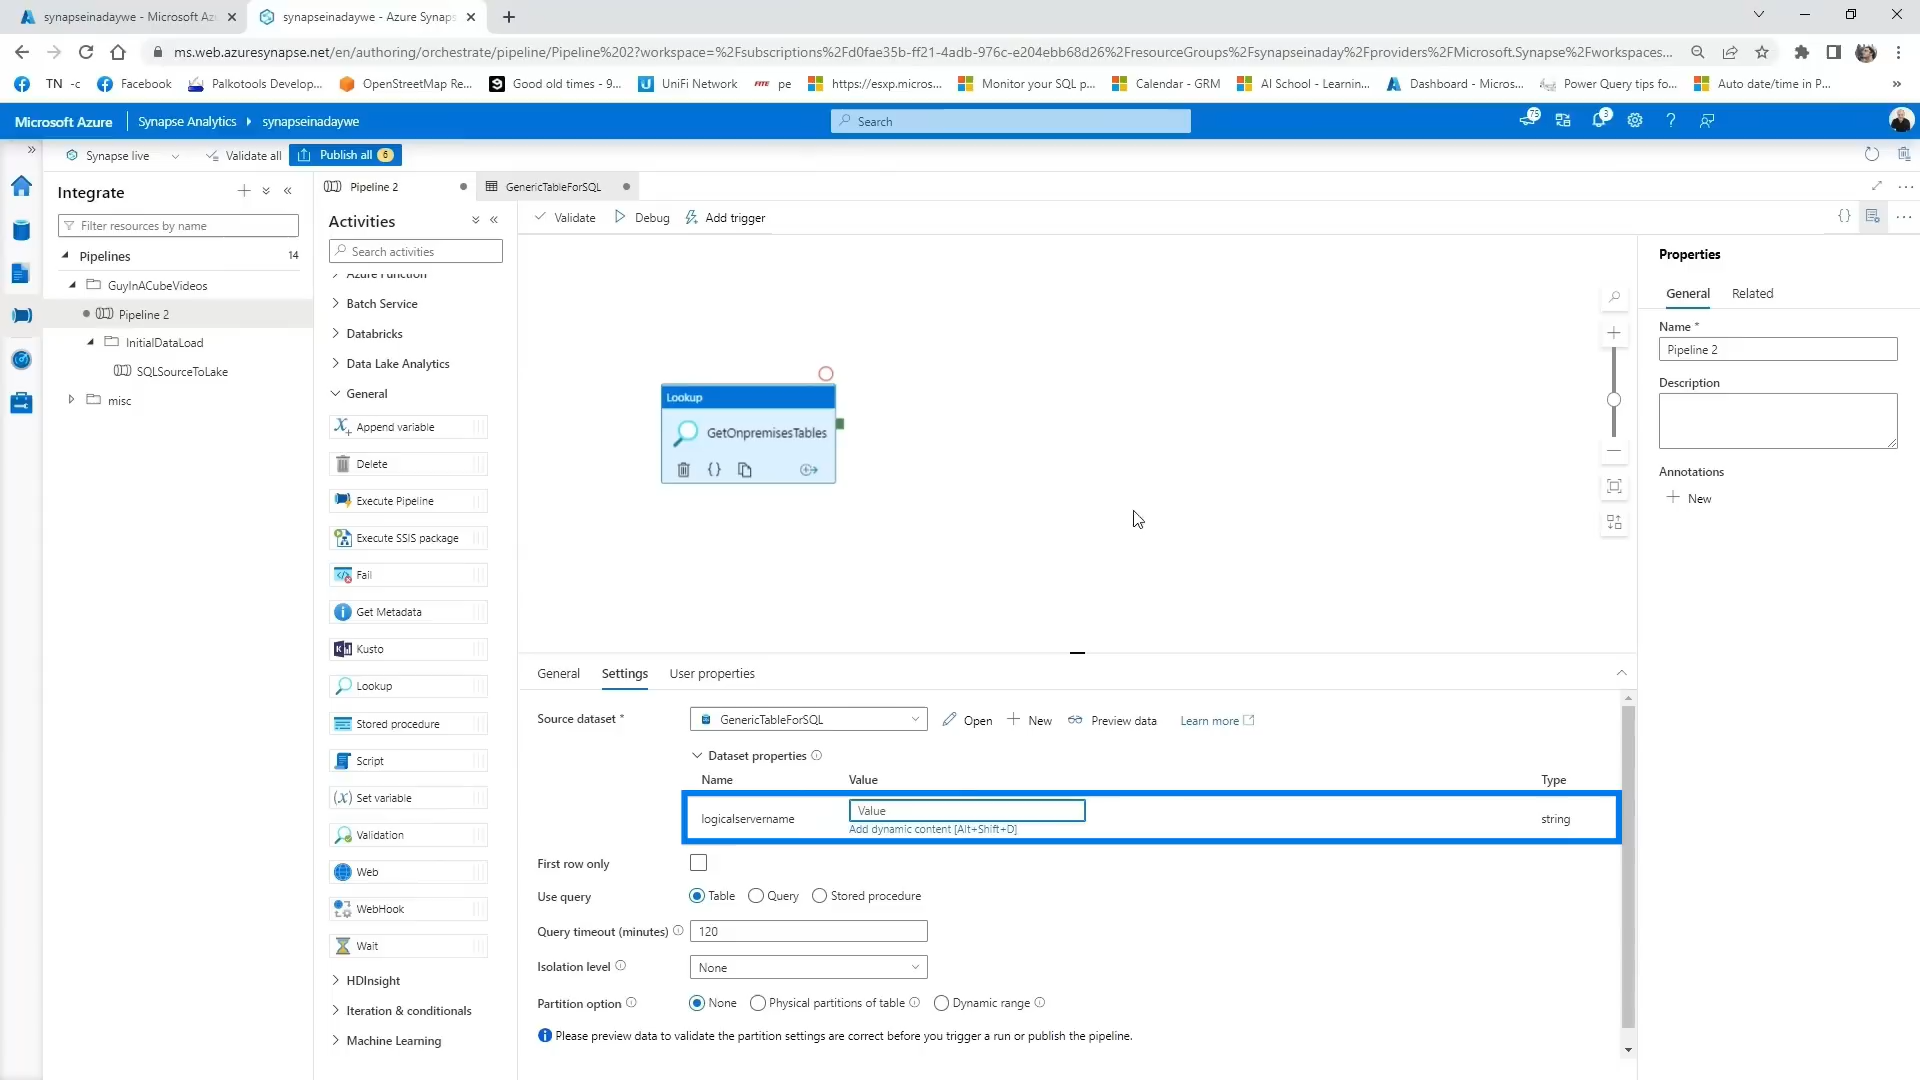 synapseinadaywe - Microsoft Az
synapseinadaywe - Azure Synaps
ms.web.azuresynapse.net/en/authoring/orchestrate/pipeline/Pipeline%202?workspace=%2Fsubscriptions%2Fd0fae35b-ff21-4adb-976c-e204ebb68d26%2FresourceGroups%2Fsynapseinaday%2Fproviders%2FMicrosoft.Synapse%2Fworkspaces...
TN -c
Facebook
Palkotools Develop...
OpenStreetMap Re...
Good old times - 9...
UniFi Network
FITE pe
https://esxp.micros...
Monitor your SQL p...
Calendar - GRM
AI School - Learnin...
Dashboard - Micros...
Power Query tips fo...
Auto date/time in P...
»
Microsoft Azure
Synapse Analytics
synapseinadaywe
Search
75
3
Synapse live
Validate all
Publish all 6
Integrate
Filter resources by name
Pipelines 14
GuyInACubeVideos
Pipeline 2
InitialDataLoad
SQLSourceToLake
misc
Pipeline 2
GenericTableForSQL
Activities
Search activities
Azure Function
Batch Service
Databricks
Data Lake Analytics
General
Append variable
Delete
Execute Pipeline
Execute SSIS package
Fail
Get Metadata
Kusto
Lookup
Stored procedure
Script
Set variable
Validation
Web
WebHook
Wait
HDInsight
Iteration & conditionals
Machine Learning
Validate
Debug
Add trigger
Lookup
GetOnpremisesTables
Properties
General
Related
Name *
Pipeline 2
Description
Annotations
New
General
Settings
User properties
Source dataset *
GenericTableForSQL
Open
New
Preview data
Learn more
Dataset properties
Name Value Type
logicalservername Value string
Add dynamic content [Alt+Shift+D]
First row only
Use query
Table Query Stored procedure
Query timeout (minutes) 120
Isolation level None
Partition option None Physical partitions of table Dynamic range
Please preview data to validate the partition settings are correct before you trigger a run or publish the pipeline.